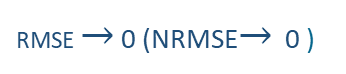 RMSE → 0 (NRMSE→ 0 )